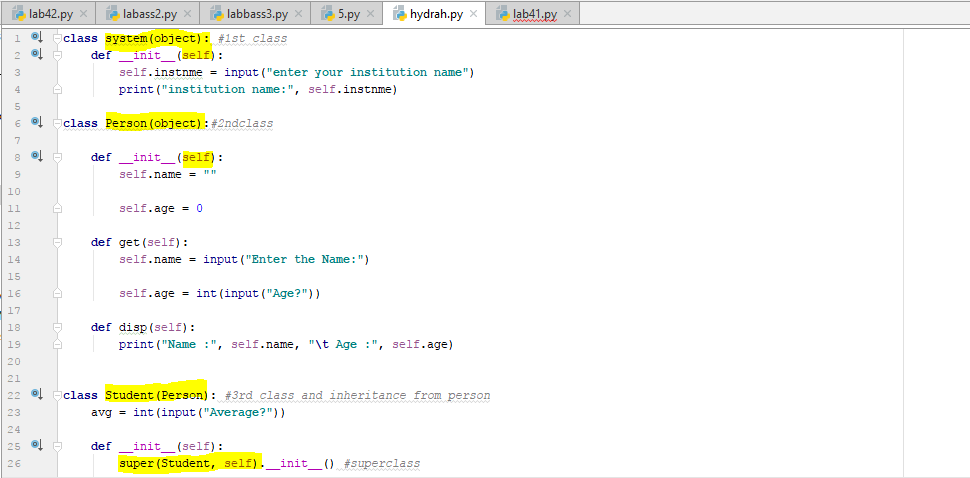 lab42.py labass2.py labbass3.py 5.py hydrah.py lab41.py
1 class system(object): #1st class
2 def __init__(self):
3 self.instnme = input("enter your institution name")
4 print("institution name:", self.instnme)
5
6 class Person(object):#2ndclass
7
8 def __init__(self):
9 self.name = ""
10
11 self.age = 0
12
13 def get(self):
14 self.name = input("Enter the Name:")
15
16 self.age = int(input("Age?"))
17
18 def disp(self):
19 print("Name :", self.name, "\t Age :", self.age)
20
21
22 class Student(Person): #3rd class and inheritance from person
23 avg = int(input("Average?"))
24
25 def __init__(self):
26 super(Student, self).__init__() #superclass